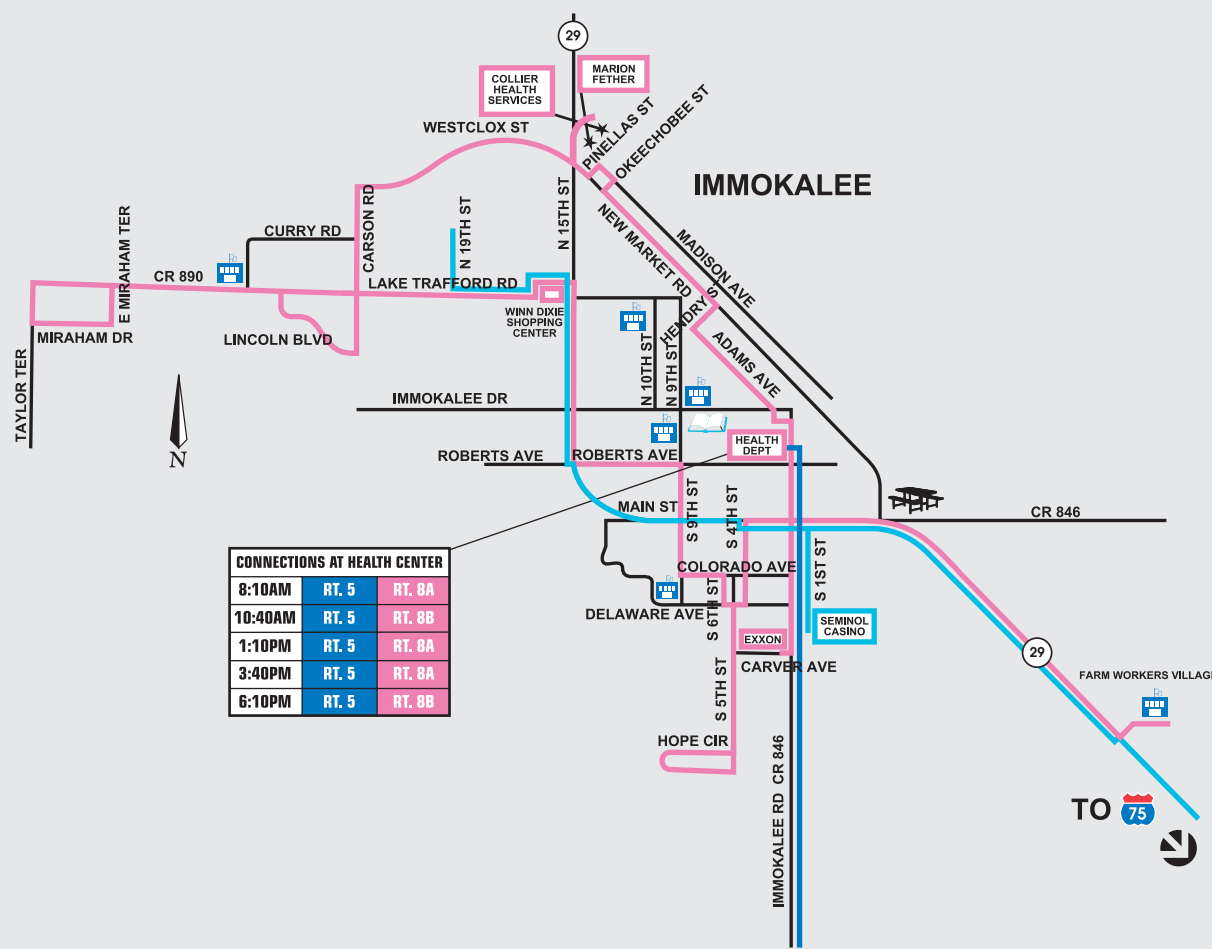 29
COLLIER
HEALTH
SERVICES
MARION
FETHER
WESTCLOX ST
PINELLAS ST
OKEECHOBEE ST
IMMOKALEE
CARSON RD
N 19TH ST
N 15TH ST
CURRY RD
E MIRAHAM TER
CR 890
LAKE TRAFFORD RD
NEW MARKET RD
MADISON AVE
WINN DIXIE
SHOPPING
CENTER
MIRAHAM DR
LINCOLN BLVD
HENDRY S
ADAMS AVE
TAYLOR TER
N 10TH ST
N 9TH ST
IMMOKALEE DR
N
HEALTH
DEPT
ROBERTS AVE
ROBERTS AVE
MAIN ST
S 9TH ST
S 4TH ST
CR 846
CONNECTIONS AT HEALTH CENTER
8:10AM RT. 5 RT. 8A
10:40AM RT. 5 RT. 8B
1:10PM RT. 5 RT. 8A
3:40PM RT. 5 RT. 8A
6:10PM RT. 5 RT. 8B
COLORADO AVE
S 1ST ST
DELAWARE AVE
S 6TH ST
SEMINOL
CASINO
EXXON
CARVER AVE
29
FARM WORKERS VILLAG
S 5TH ST
HOPE CIR
IMMOKALEE RD CR 846
TO 75